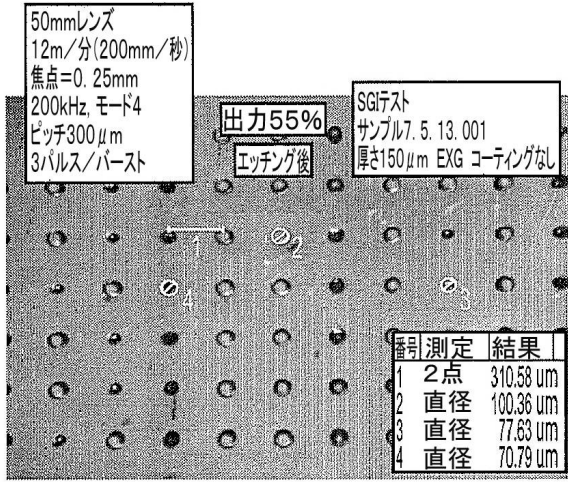 50mmレンズ
12m/分(200mm/秒)
焦点=0.25mm
200kHz, モード4
ピッチ300μm
3パルス/バースト
出力55%
エッチング後
SGIテスト
サンプル7.5.13.001
厚さ150μm EXG コーティングなし
1
2
4
3
番号 測定 結果
1 2点 310.58 um
2 直径 100.36 um
3 直径 77.63 um
4 直径 70.79 um